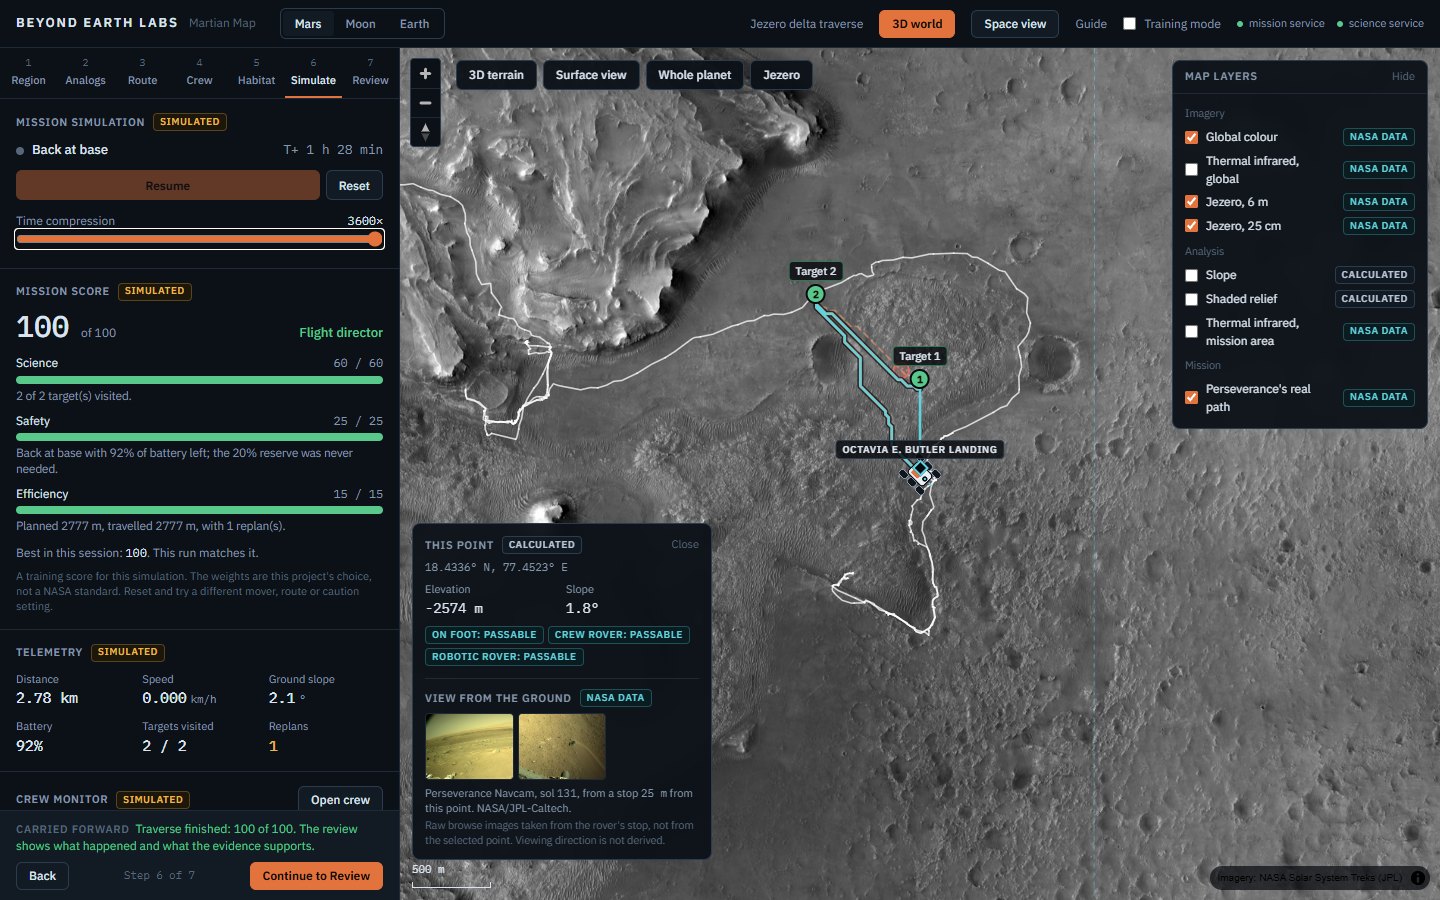 BEYOND EARTH LABS Martian Map Mars Moon Earth Jezero delta traverse 3D world Space view Guide Training mode mission service science service
1 2 3 4 5 6 7
Region Analogs Route Crew Habitat Simulate Review
MISSION SIMULATION SIMULATED
Back at base T+ 1 h 28 min
Resume Reset
Time compression 3600×
MISSION SCORE SIMULATED
100 of 100 Flight director
Science 60 / 60
2 of 2 target(s) visited.
Safety 25 / 25
Back at base with 92% of battery left; the 20% reserve was never
needed.
Efficiency 15 / 15
Planned 2777 m, travelled 2777 m, with 1 replan(s).
Best in this session: 100. This run matches it.
A training score for this simulation. The weights are this project's choice,
not a NASA standard. Reset and try a different mover, route or caution
setting.
TELEMETRY SIMULATED
Distance Speed Ground slope
2.78 km 0.000 km/h 2.1 °
Battery Targets visited Replans
92% 2 / 2 1
CREW MONITOR SIMULATED Open crew
CARRIED FORWARD Traverse finished: 100 of 100. The review
shows what happened and what the evidence supports.
Back Step 6 of 7 Continue to Review
+
−
3D terrain Surface view Whole planet Jezero
Target 2
2
Target 1
1
OCTAVIA E. BUTLER LANDING
THIS POINT CALCULATED Close
18.4336° N, 77.4523° E
Elevation Slope
-2574 m 1.8°
ON FOOT: PASSABLE CREW ROVER: PASSABLE
ROBOTIC ROVER: PASSABLE
VIEW FROM THE GROUND NASA DATA
Perseverance Navcam, sol 131, from a stop 25 m from
this point. NASA/JPL-Caltech.
Raw browse images taken from the rover's stop, not from
the selected point. Viewing direction is not derived.
500 m
MAP LAYERS Hide
Imagery
Global colour NASA DATA
Thermal infrared,
global NASA DATA
Jezero, 6 m NASA DATA
Jezero, 25 cm NASA DATA
Analysis
Slope CALCULATED
Shaded relief CALCULATED
Thermal infrared,
mission area NASA DATA
Mission
Perseverance's real
path NASA DATA
Imagery: NASA Solar System Treks (JPL)